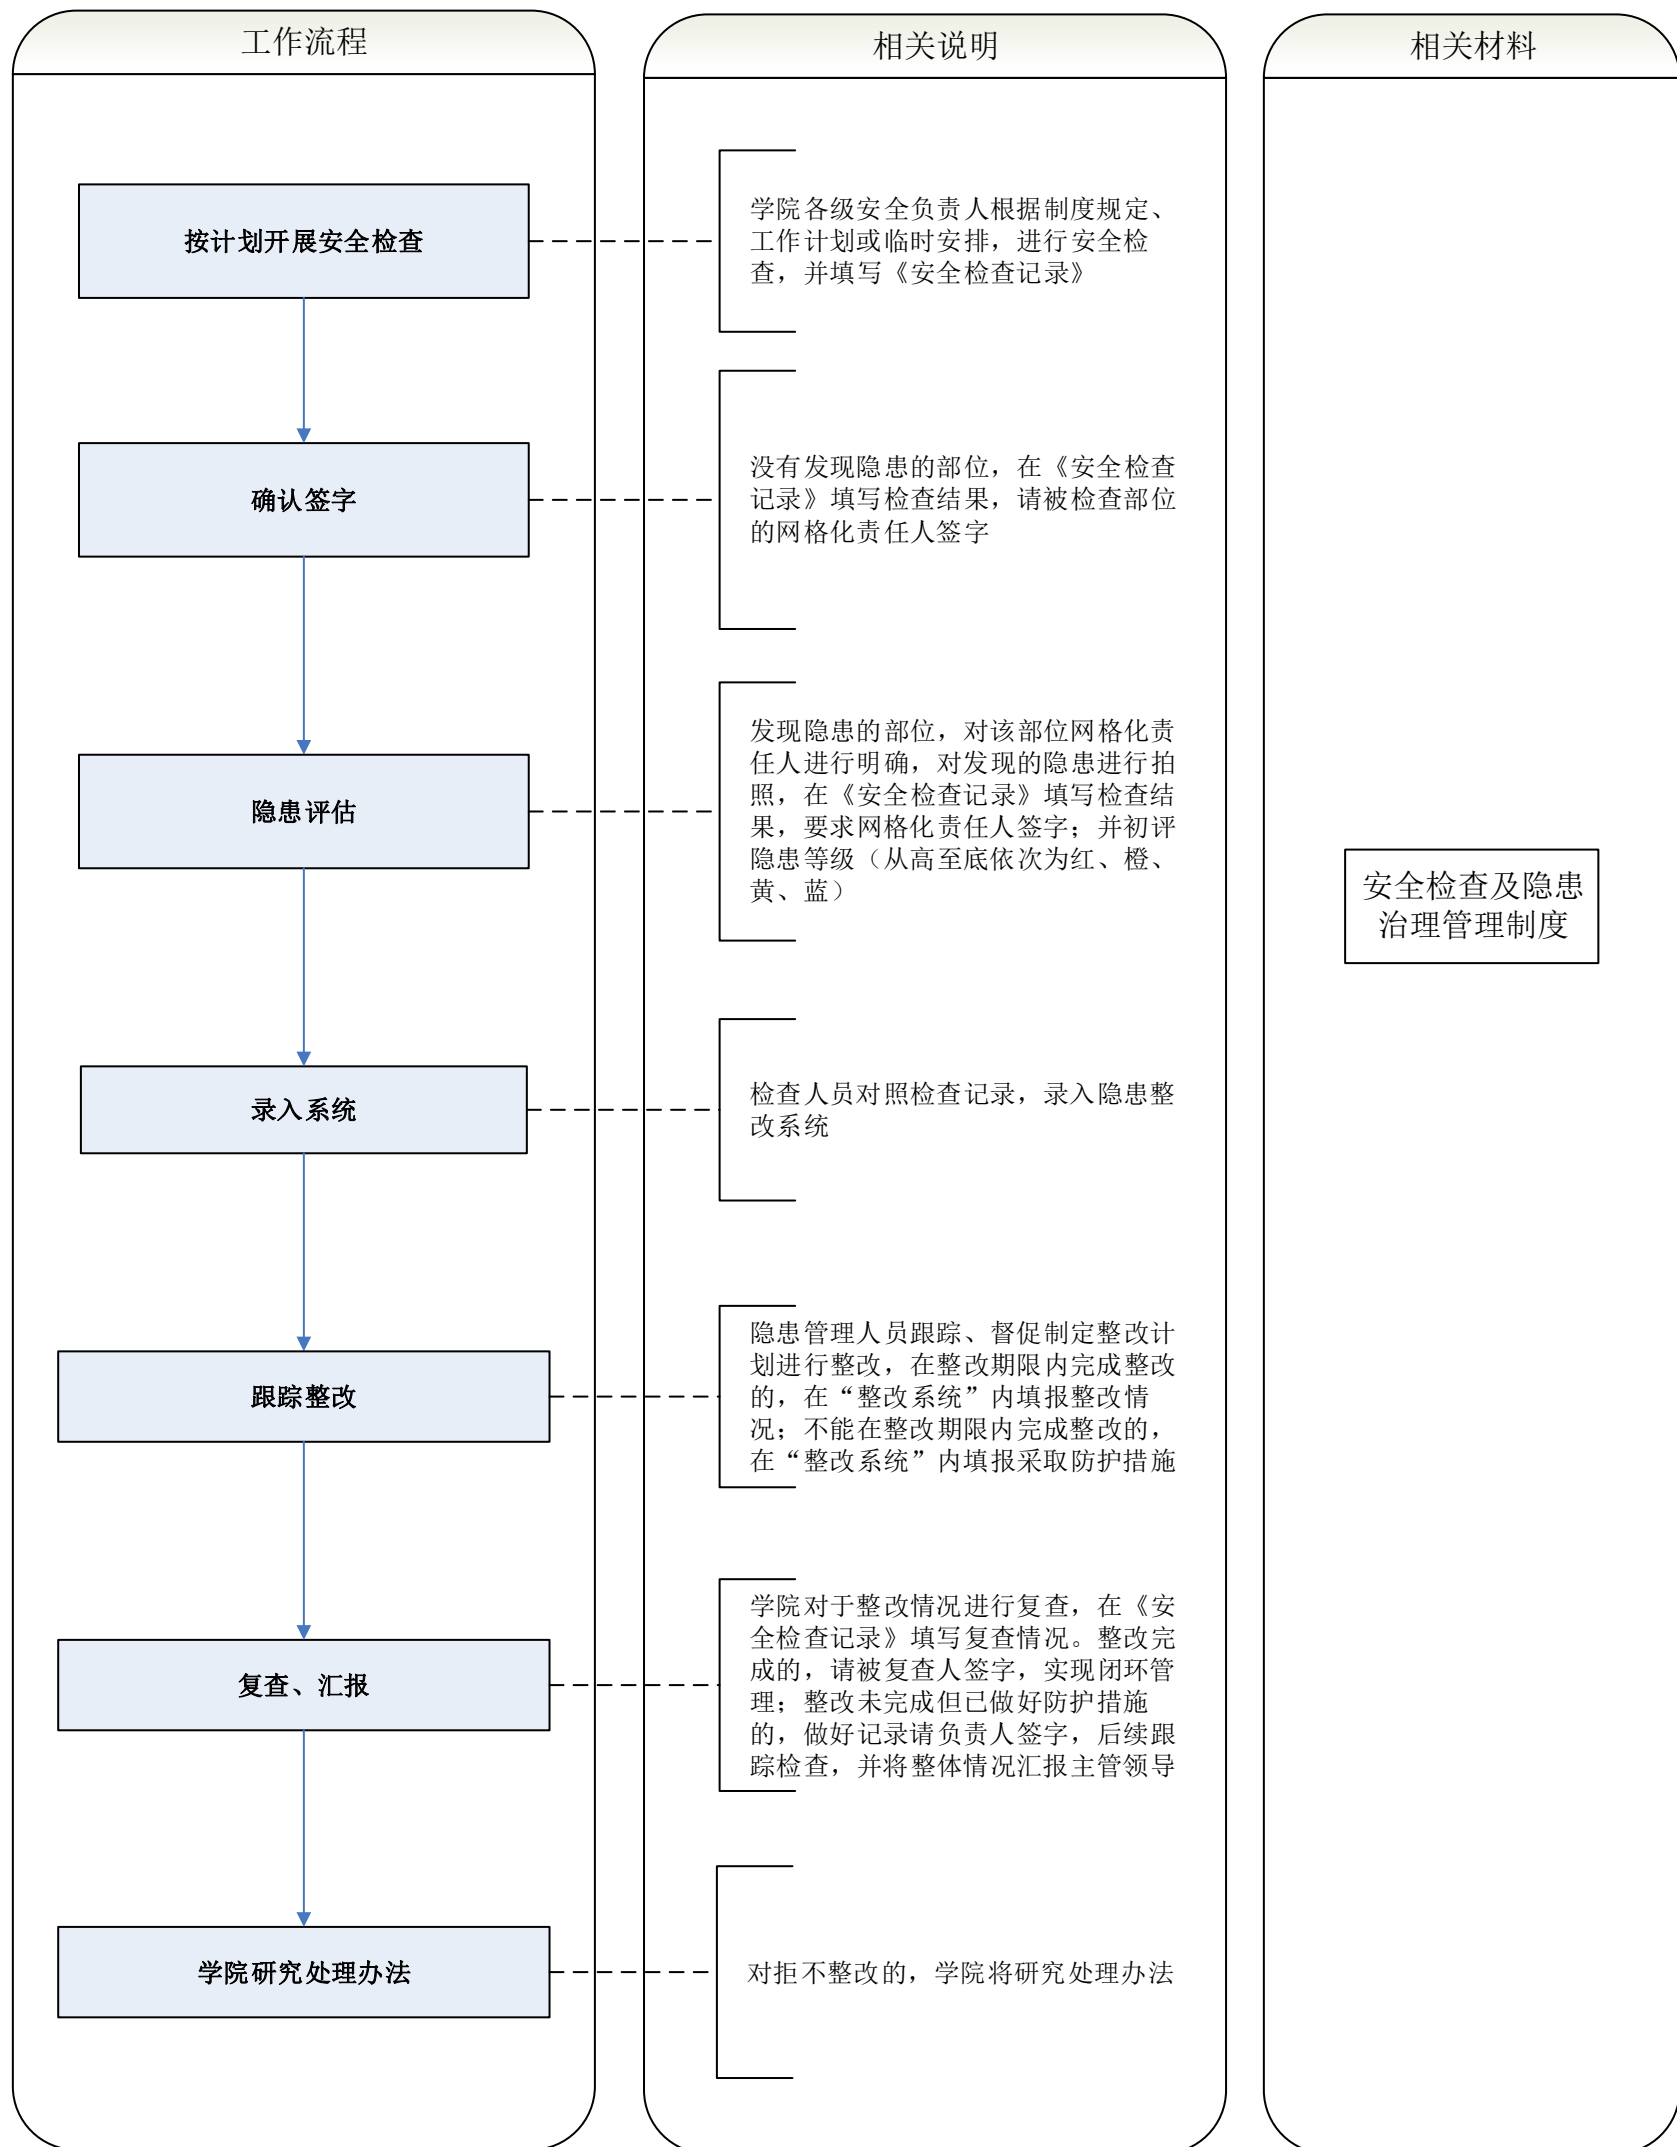 工作流程
相关说明
相关材料
按计划开展安全检查
学院各级安全负责人根据制度规定、
工作计划或临时安排，进行安全检
查，并填写《安全检查记录》
确认签字
没有发现隐患的部位，在《安全检查
记录》填写检查结果，请被检查部位
的网格化责任人签字
隐患评估
发现隐患的部位，对该部位网格化责
任人进行明确，对发现的隐患进行拍
照，在《安全检查记录》填写检查结
果，要求网格化责任人签字；并初评
隐患等级（从高至底依次为红、橙、
黄、蓝）
安全检查及隐患
治理管理制度
录入系统
检查人员对照检查记录，录入隐患整
改系统
跟踪整改
隐患管理人员跟踪、督促制定整改计
划进行整改，在整改期限内完成整改
的，在“整改系统”内填报整改情
况；不能在整改期限内完成整改的，
在“整改系统”内填报采取防护措施
复查、汇报
学院对于整改情况进行复查，在《安
全检查记录》填写复查情况。整改完
成的，请被复查人签字，实现闭环管
理；整改未完成但已做好防护措施
的，做好记录请负责人签字，后续跟
踪检查，并将整体情况汇报主管领导
学院研究处理办法
对拒不整改的，学院将研究处理办法